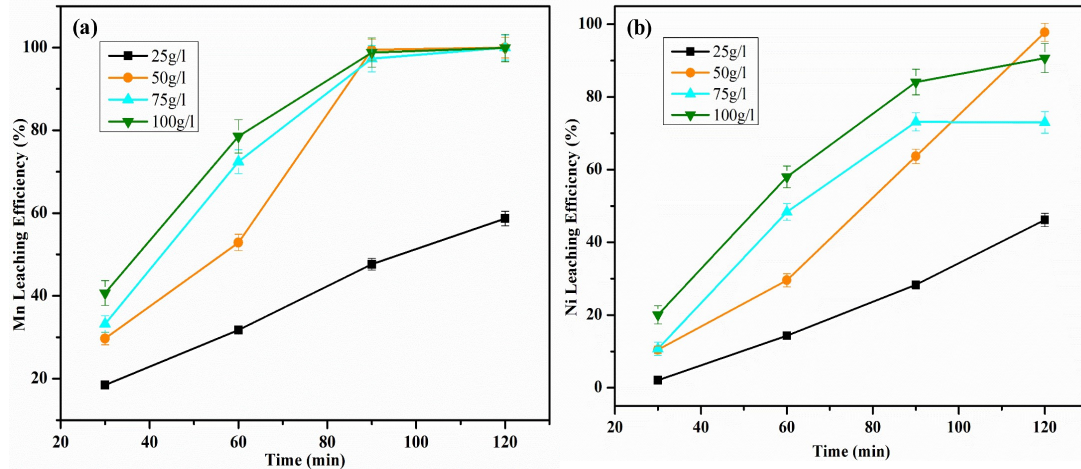 (a)
25g/l
50g/l
75g/l
100g/l
Mn Leaching Efficiency (%)
100
80
60
40
20
20 40 60 80 100 120
Time (min)
(b)
25g/l
50g/l
75g/l
100g/l
Ni Leaching Efficiency (%)
100
80
60
40
20
0
20 40 60 80 100 120
Time (min)